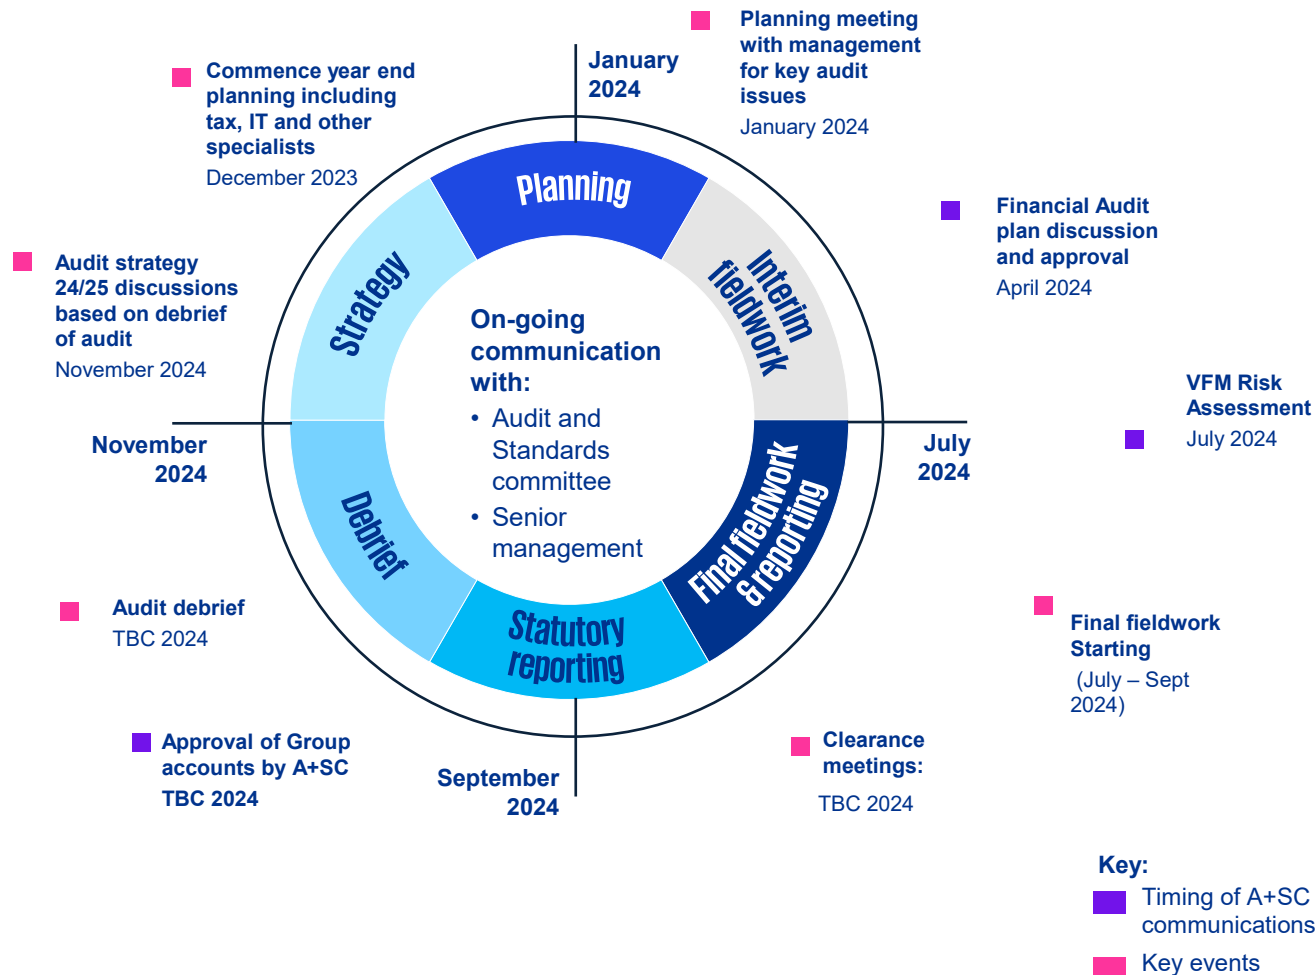 Planning meeting
with management
for key audit
issues
January 2024
January
2024
Commence year end
planning including
tax, IT and other
specialists
December 2023
Planning
Financial Audit
plan discussion
and approval
April 2024
Audit strategy
24/25 discussions
based on debrief
of audit
November 2024
Strategy
Interim
fieldwork
On-going
communication
with:
• Audit and
Standards
committee
• Senior
management
VFM Risk
Assessment
July 2024
November
2024
July
2024
Debrief
Final fieldwork
& reporting
Statutory
reporting
Audit debrief
TBC 2024
Final fieldwork
Starting
(July – Sept
2024)
Approval of Group
accounts by A+SC
TBC 2024
September
2024
Clearance
meetings:
TBC 2024
Key:
Timing of A+SC
communications
Key events